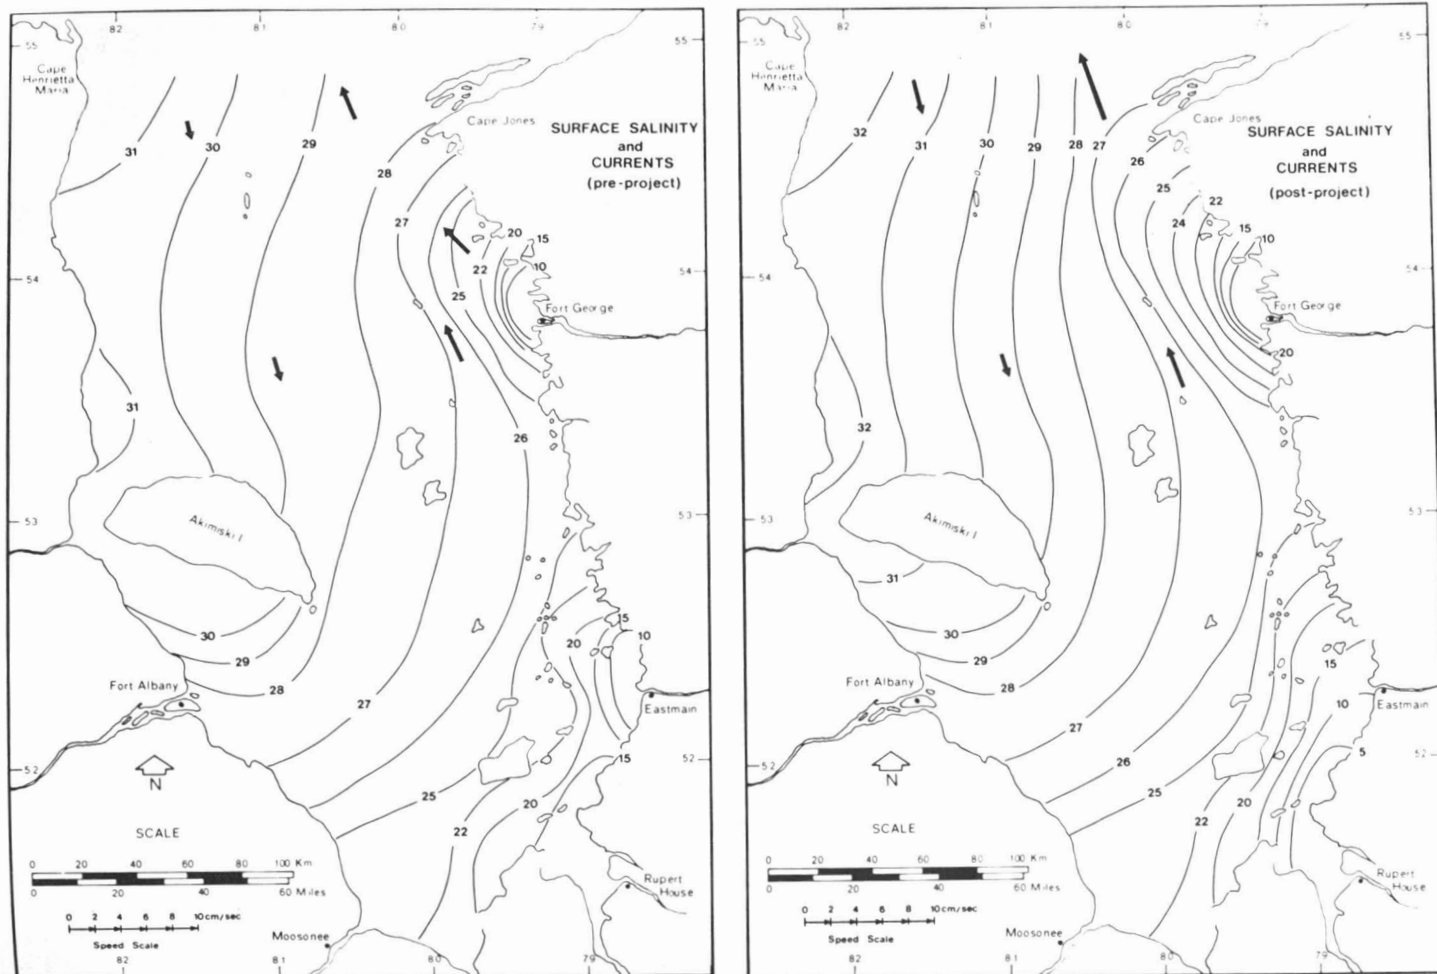 82
81
80
79
55
55
Cape
Henrietta
Maria
Cape Jones
SURFACE SALINITY
and
CURRENTS
(pre-project)
31
30
29
28
27
20
15
22
10
25
54
54
Fort George
31
26
53
53
Akimiski I
15
10
20
30
29
28
Fort Albany
27
Eastmain
52
52
15
N
25
20
22
SCALE
0 20 40 60 80 100 Km
0 20 40 60 Miles
0 2 4 6 8 10cm/sec
Speed Scale
Rupert
House
Moosonee
82
81
80
79
82
81
80
79
55
55
Cape
Henrietta
Maria
Cape Jones
SURFACE SALINITY
and
CURRENTS
(post-project)
32
31
30
29
28
27
26
25
24
22
15
10
54
54
Fort George
20
32
53
53
Akimiski I
31
30
29
28
15
10
Fort Albany
Eastmain
27
26
5
52
52
N
25
20
22
SCALE
0 20 40 60 80 100 Km
0 20 40 60 Miles
0 2 4 6 8 10cm/sec
Speed Scale
Rupert
House
Moosonee
82
81
80
79